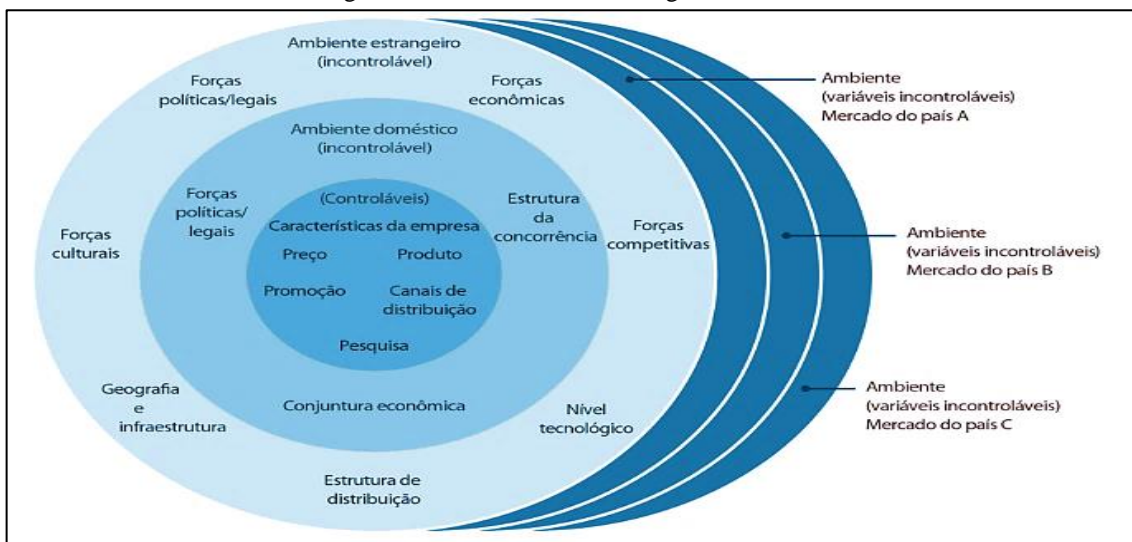 Ambiente estrangeiro
(incontrolável)
Forças
políticas/legais
Forças
econômicas
Ambiente doméstico
(incontrolável)
Forças
políticas/
legais
Estrutura
da
concorrência
(Controláveis)
Características da empresa
Preço
Produto
Promoção
Canais de
distribuição
Pesquisa
Forças
culturais
Forças
competitivas
Conjuntura econômica
Geografia
e
infraestrutura
Nível
tecnológico
Estrutura de
distribuição
Ambiente
(variáveis incontroláveis)
Mercado do país A
Ambiente
(variáveis incontroláveis)
Mercado do país B
Ambiente
(variáveis incontroláveis)
Mercado do país C